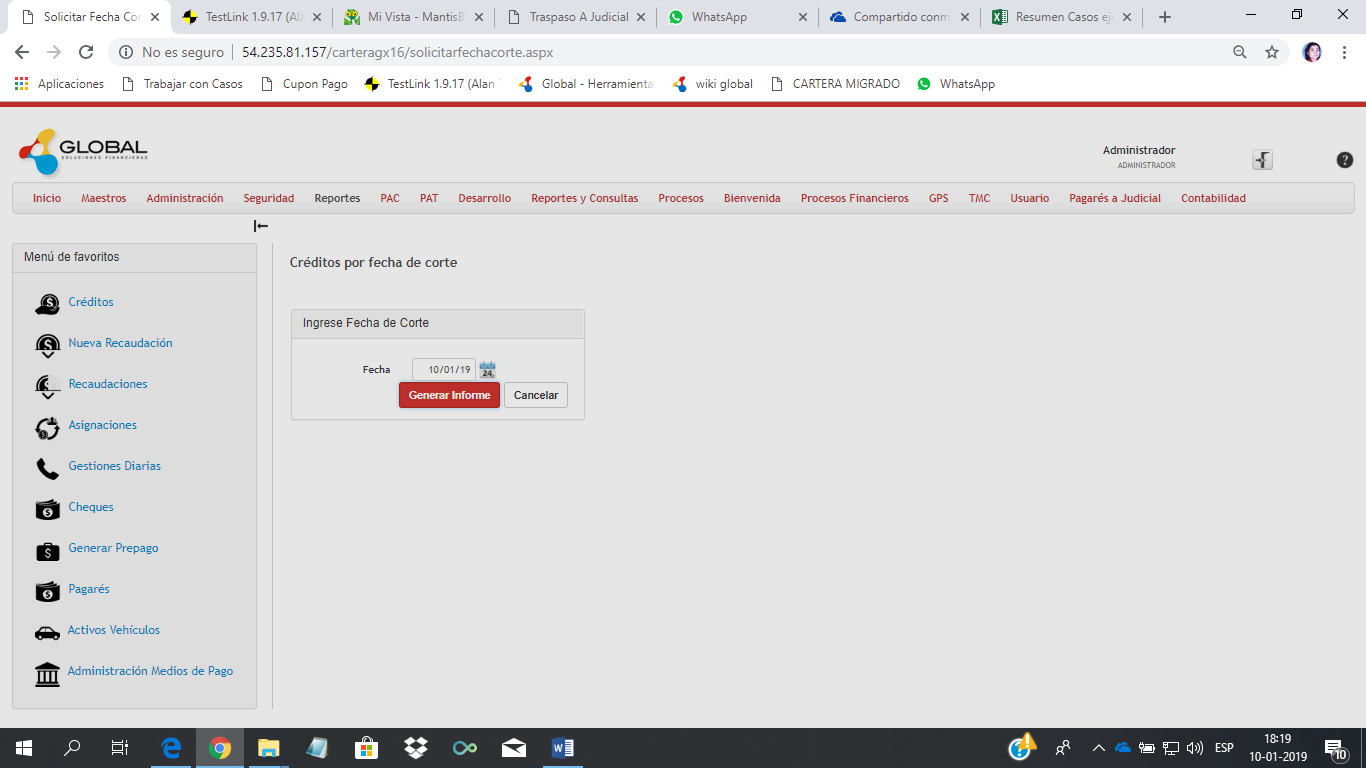 Solicitar Fecha Cor
TestLink 1.9.17 (Ala
Mi Vista - MantisB
Traspaso A Judicial
WhatsApp
Compartido conm
Resumen Casos eje
No es seguro | 54.235.81.157/carteragx16/solicitarfechacorte.aspx
Aplicaciones
Trabajar con Casos
Cupon Pago
TestLink 1.9.17 (Alan
Global - Herramienta
wiki global
CARTERA MIGRADO
WhatsApp
GLOBAL
SOLUCIONES FINANCIERAS
Administrador
ADMINISTRADOR
Inicio Maestros Administración Seguridad Reportes PAC PAT Desarrollo Reportes y Consultas Procesos Bienvenida Procesos Financieros GPS TMC Usuario Pagarés a Judicial Contabilidad
Menú de favoritos
Créditos
Nueva Recaudación
Recaudaciones
Asignaciones
Gestiones Diarias
Cheques
Generar Prepago
Pagarés
Activos Vehículos
Administración Medios de Pago
Créditos por fecha de corte
Ingrese Fecha de Corte
Fecha 10/01/19 24
Generar Informe Cancelar
ESP
18:19
10-01-2019
10